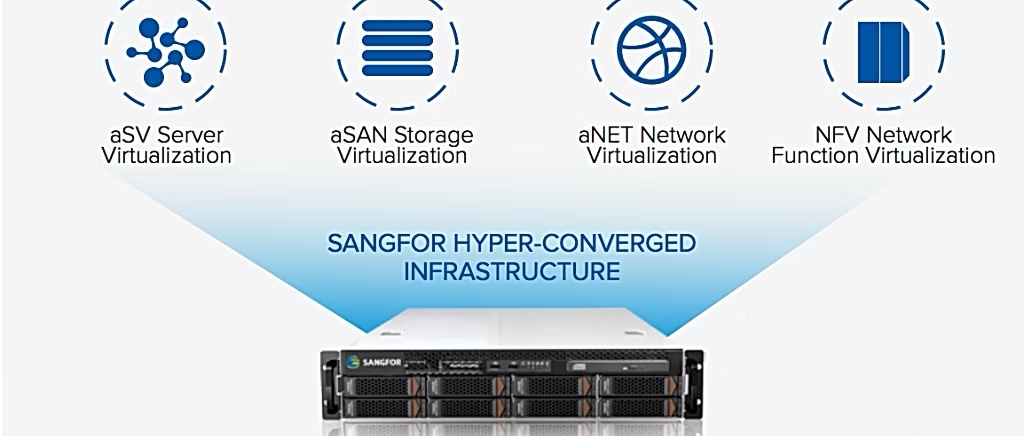 aSV Server
Virtualization
aSAN Storage
Virtualization
aNET Network
Virtualization
NFV Network
Function Virtualization
SANGFOR HYPER-CONVERGED
INFRASTRUCTURE
SANGFOR